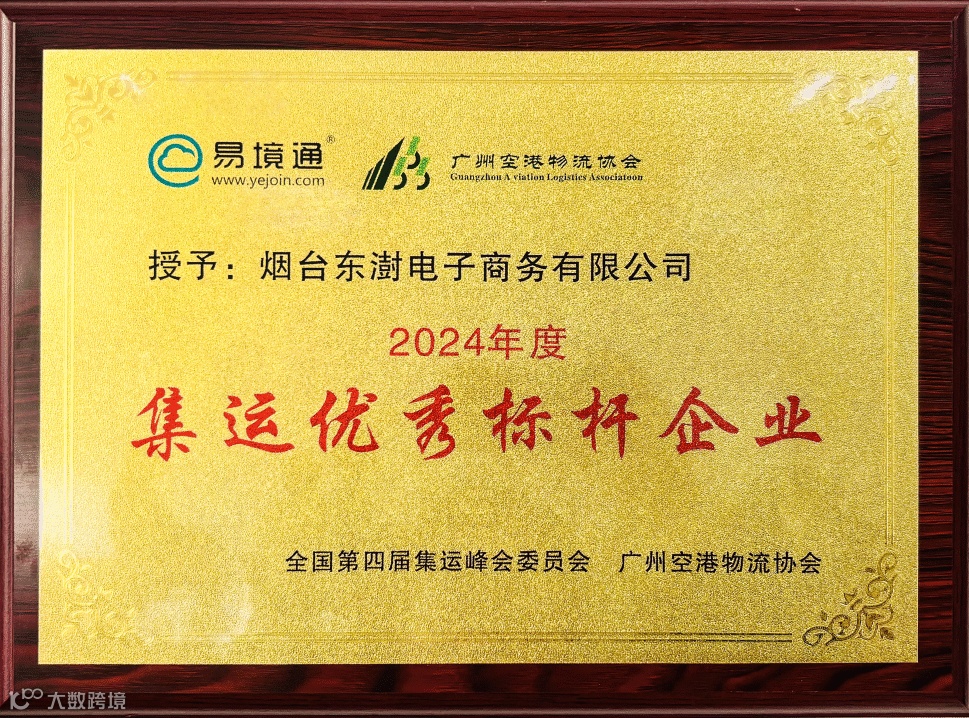 易境通®
www.yejoin.com
广州空港物流协会
Guangzhou A viation Logistics Associatoon
授予：烟台东澍电子商务有限公司
2024年度
集运优秀标杆企业
全国第四届集运峰会委员会 广州空港物流协会
大数跨境